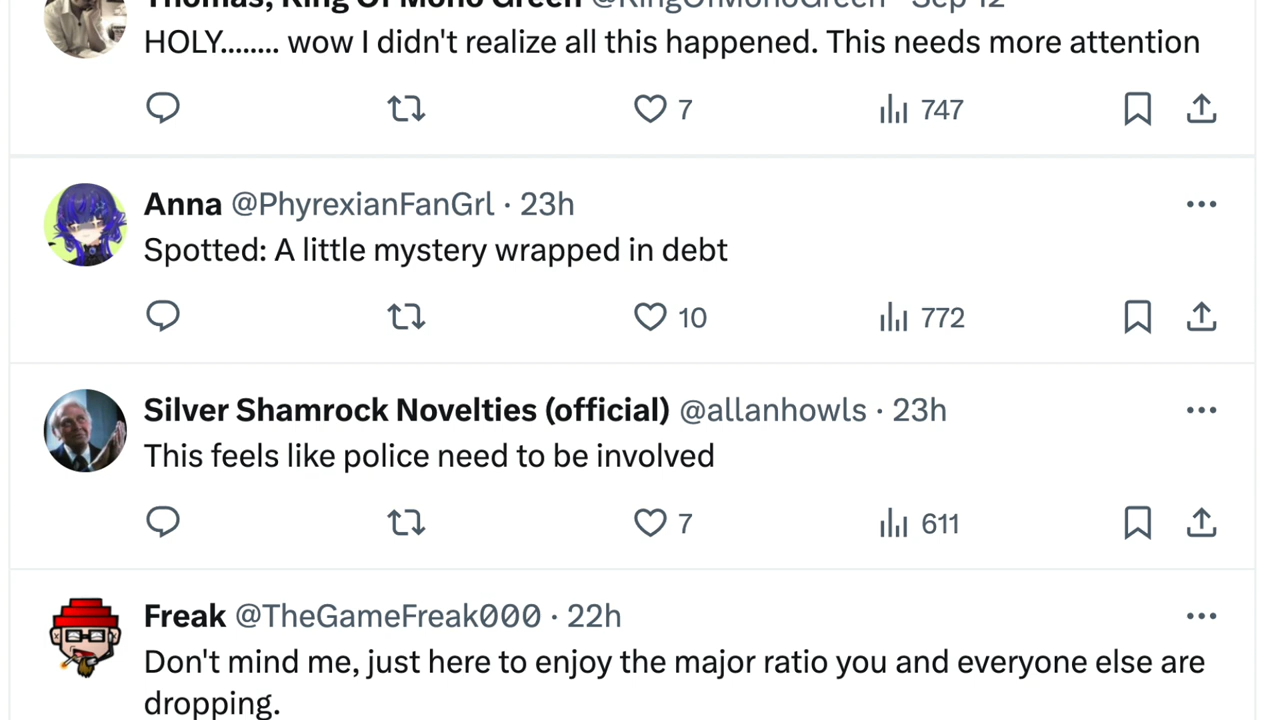 Thomas, King Of Mono Green @KingOfMonoGreen · Sep 12
HOLY........ wow I didn't realize all this happened. This needs more attention
7 747
Anna @PhyrexianFanGrl · 23h
Spotted: A little mystery wrapped in debt
10 772
Silver Shamrock Novelties (official) @allanhowls · 23h
This feels like police need to be involved
7 611
Freak @TheGameFreak000 · 22h
Don't mind me, just here to enjoy the major ratio you and everyone else are
dropping.